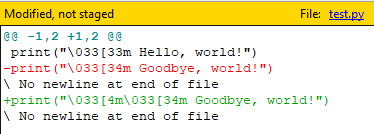 Modified, not staged File: test.py
@@ -1,2 +1,2 @@
 print("\033[33m Hello, world!")
-print("\033[34m Goodbye, world!")
\ No newline at end of file
+print("\033[4m\033[34m Goodbye, world!")
\ No newline at end of file